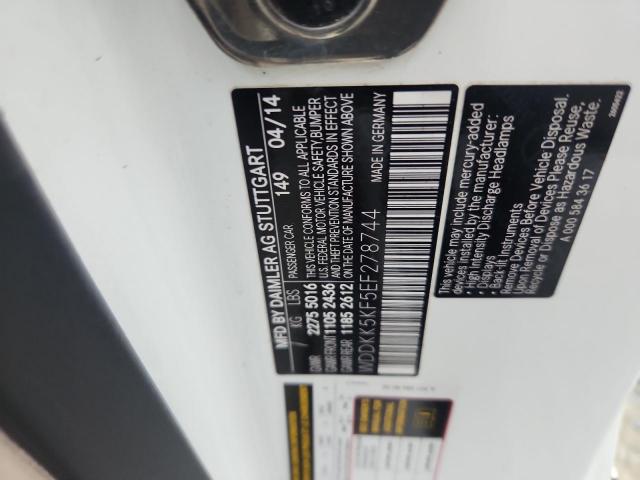 MFD BY DAIMLER AG STUTTGART
149 04/14
KG LBS PASSENGER CAR
GVWR 2275 5016
GAWR FRONT 1105 2436
GAWR REAR 1185 2612
THIS VEHICLE CONFORMS TO ALL APPLICABLE
U.S. FEDERAL MOTOR VEHICLE SAFETY, BUMPER
AND THEFT PREVENTION STANDARDS IN EFFECT
ON THE DATE OF MANUFACTURE SHOWN ABOVE
WDDKK5KF5EF278744 MADE IN GERMANY
This vehicle may include mercury-added
devices installed by the manufacturer:
• High Intensity Discharge Headlamps
• Displays
• Back-lit Instruments
Remove Devices Before Vehicle Disposal.
Upon Removal of Devices Please Reuse,
Recycle or Dispose as Hazardous Waste.
A 000 584 36 17